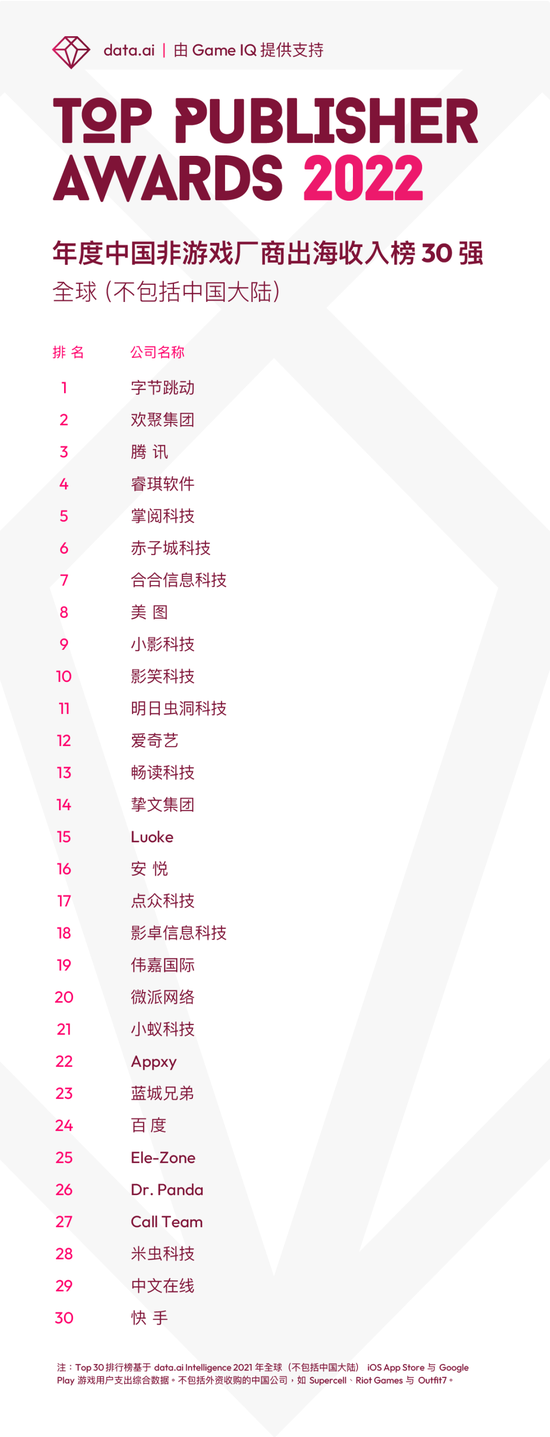 data.ai | 由 Game IQ 提供支持
TOP PUBLISHER
AWARDS 2022
年度中国非游戏厂商出海收入榜 30 强
全球（不包括中国大陆）
排 名 公司名称
1 字节跳动
2 欢聚集团
3 腾 讯
4 睿琪软件
5 掌阅科技
6 赤子城科技
7 合合信息科技
8 美 图
9 小影科技
10 影笑科技
11 明日虫洞科技
12 爱奇艺
13 畅读科技
14 挚文集团
15 Luoke
16 安 悦
17 点众科技
18 影卓信息科技
19 伟嘉国际
20 微派网络
21 小蚁科技
22 Appxy
23 蓝城兄弟
24 百 度
25 Ele-Zone
26 Dr. Panda
27 Call Team
28 米虫科技
29 中文在线
30 快 手
注：Top 30 排行榜基于 data.ai Intelligence 2021 年全球（不包括中国大陆） iOS App Store 与 Google
Play 游戏用户支出综合数据。不包括外资收购的中国公司，如 Supercell、Riot Games 与 Outfit7。